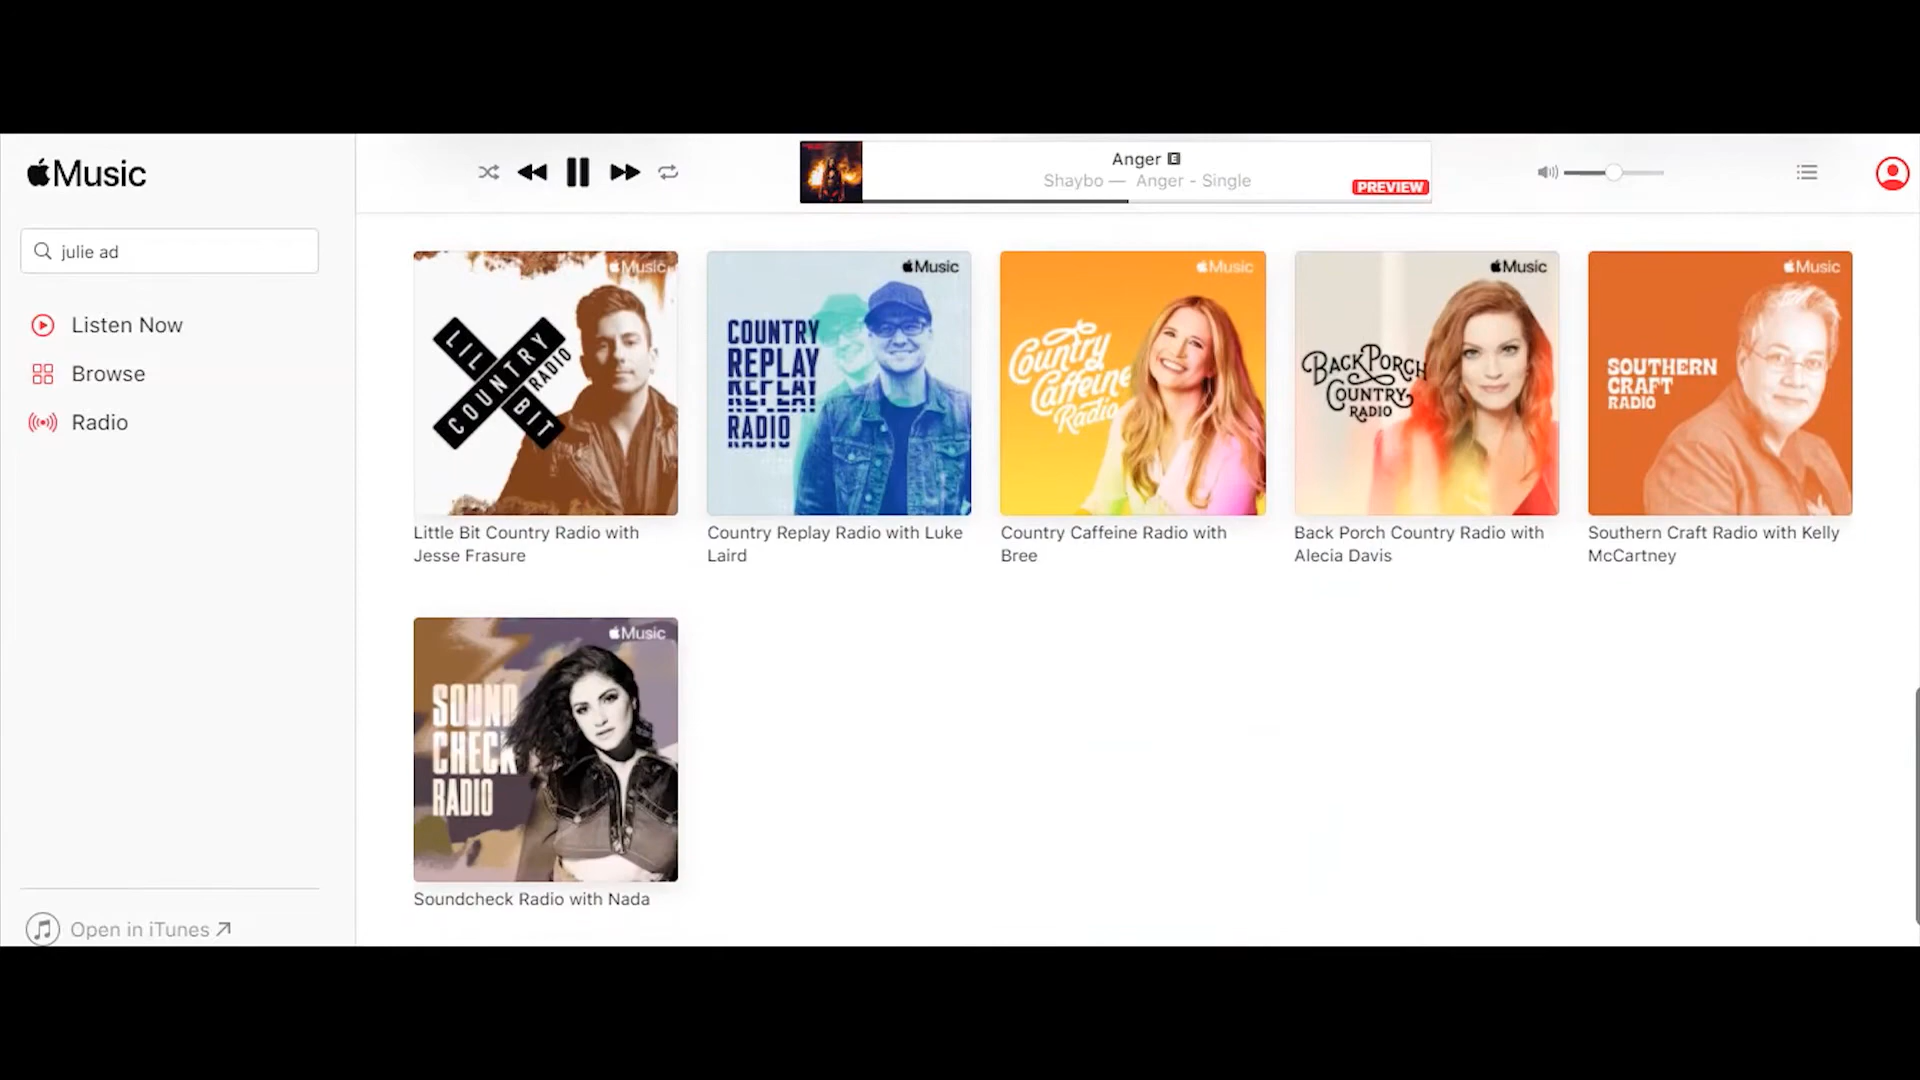 Music
julie ad
Listen Now
Browse
Radio
Open in iTunes
Anger E
Shaybo — Anger - Single
PREVIEW
Music
LIL BIT
COUNTRY
RADIO
Little Bit Country Radio with
Jesse Frasure
Music
COUNTRY
REPLAY
REPLAY
REPLAY
RADIO
Country Replay Radio with Luke
Laird
Music
Country
Caffeine
Radio
Country Caffeine Radio with
Bree
Music
BACK PORCH
COUNTRY
RADIO
Back Porch Country Radio with
Alecia Davis
Music
SOUTHERN
CRAFT
RADIO
Southern Craft Radio with Kelly
McCartney
Music
SOUND
CHECK
RADIO
Soundcheck Radio with Nada